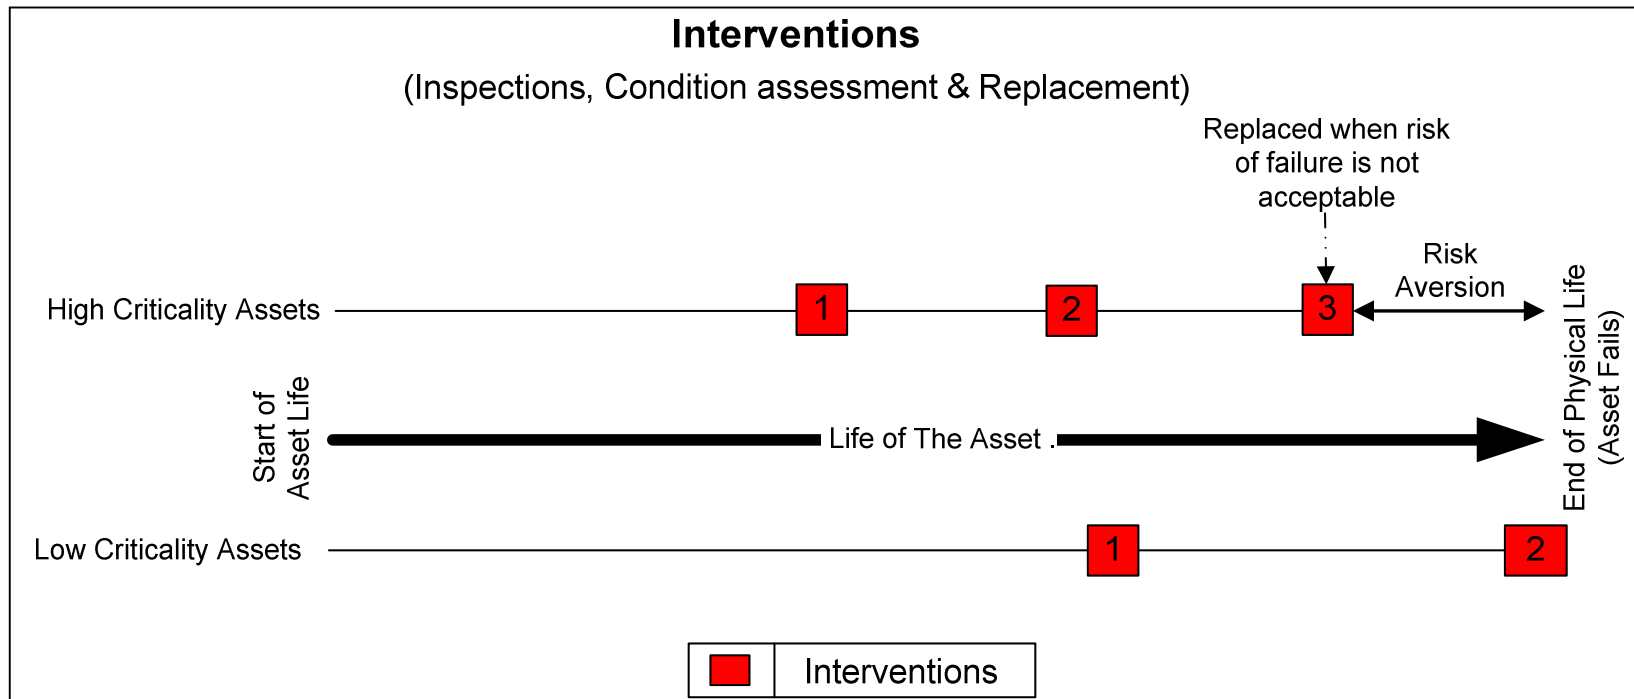 Interventions
(Inspections, Condition assessment & Replacement)
Replaced when risk
of failure is not
acceptable
Risk
Aversion
High Criticality Assets
1
2
3
Start of
Asset Life
Life of The Asset .
End of Physical Life
(Asset Fails)
Low Criticality Assets
1
2
Interventions